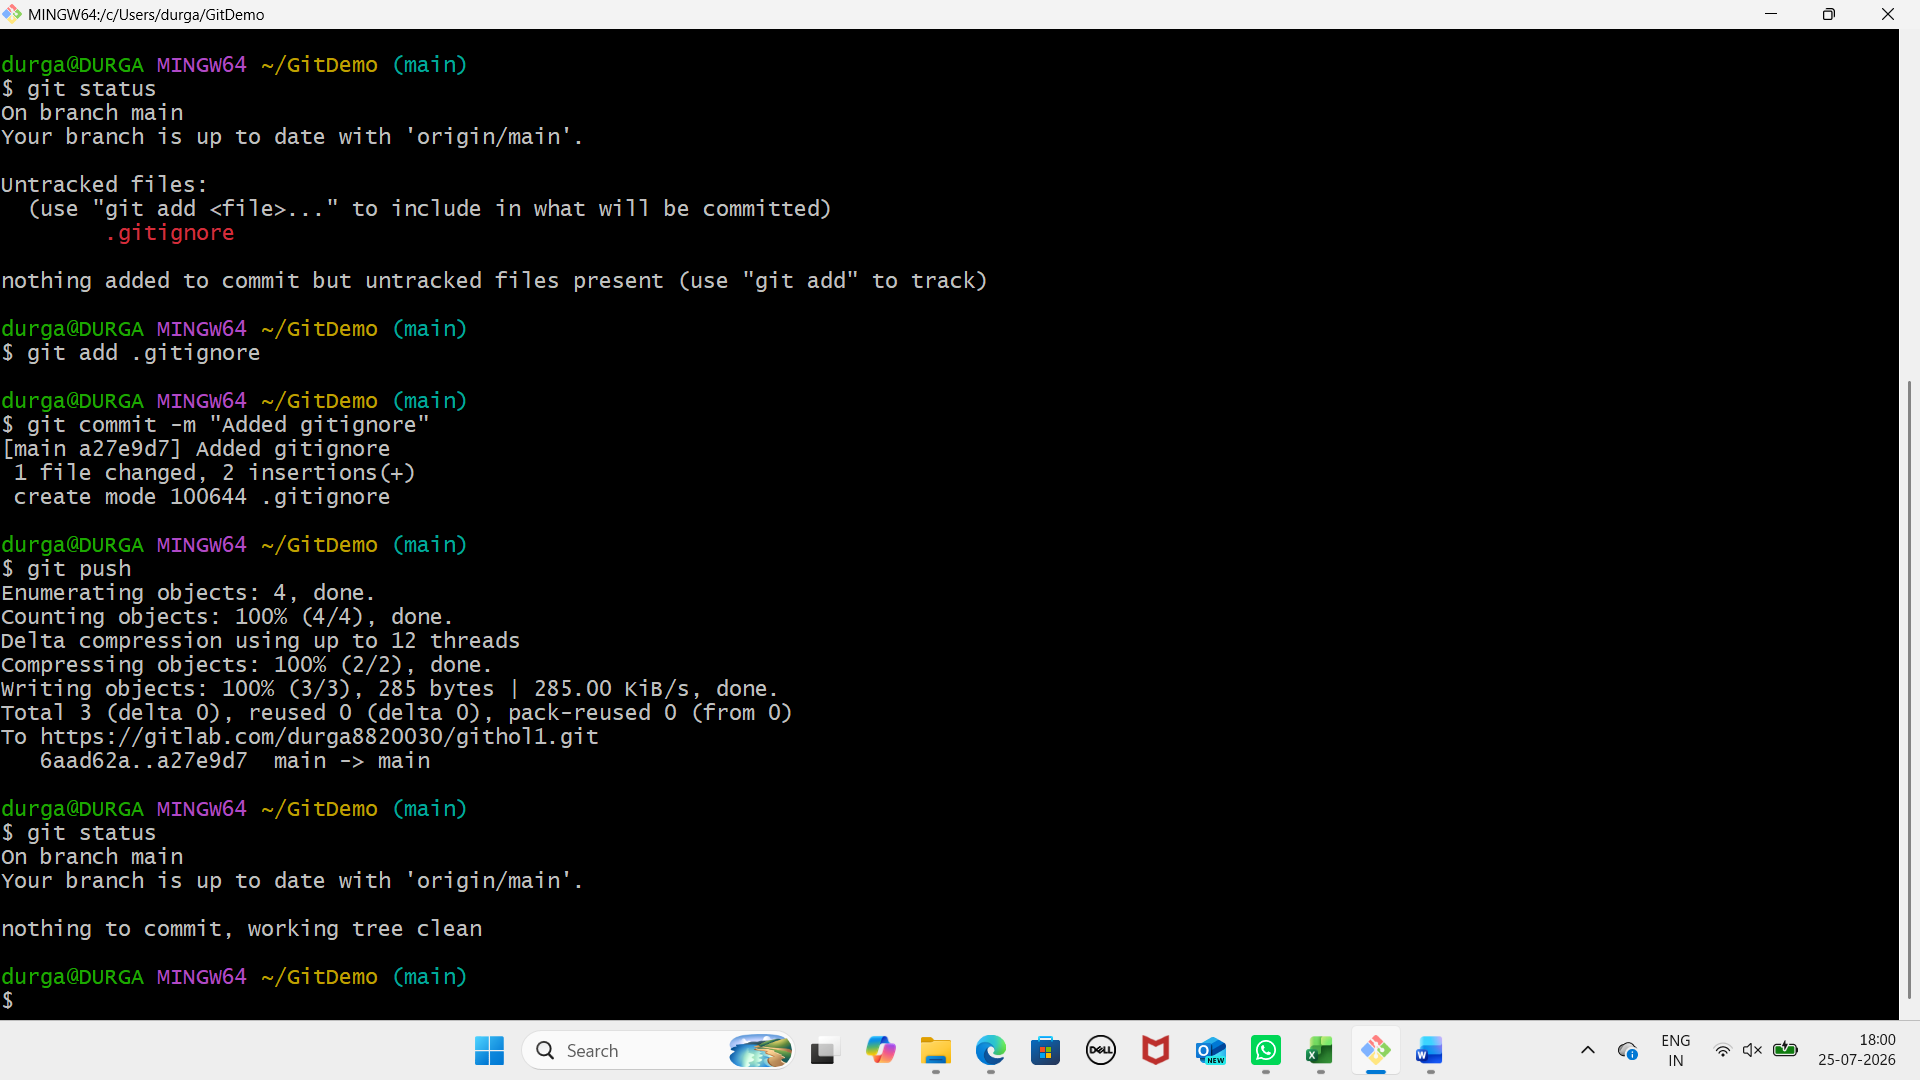 MINGW64:/c/Users/durga/GitDemo
durga@DURGA MINGW64 ~/GitDemo (main)
$ git status
On branch main
Your branch is up to date with 'origin/main'.
Untracked files:
  (use "git add <file>..." to include in what will be committed)
        .gitignore
nothing added to commit but untracked files present (use "git add" to track)
durga@DURGA MINGW64 ~/GitDemo (main)
$ git add .gitignore
durga@DURGA MINGW64 ~/GitDemo (main)
$ git commit -m "Added gitignore"
[main a27e9d7] Added gitignore
 1 file changed, 2 insertions(+)
 create mode 100644 .gitignore
durga@DURGA MINGW64 ~/GitDemo (main)
$ git push
Enumerating objects: 4, done.
Counting objects: 100% (4/4), done.
Delta compression using up to 12 threads
Compressing objects: 100% (2/2), done.
Writing objects: 100% (3/3), 285 bytes | 285.00 KiB/s, done.
Total 3 (delta 0), reused 0 (delta 0), pack-reused 0 (from 0)
To https://gitlab.com/durga8820030/githol1.git
   6aad62a..a27e9d7  main -> main
durga@DURGA MINGW64 ~/GitDemo (main)
$ git status
On branch main
Your branch is up to date with 'origin/main'.
nothing to commit, working tree clean
durga@DURGA MINGW64 ~/GitDemo (main)
$
Search
DELL
NEW
ENG
IN
18:00
25-07-2026